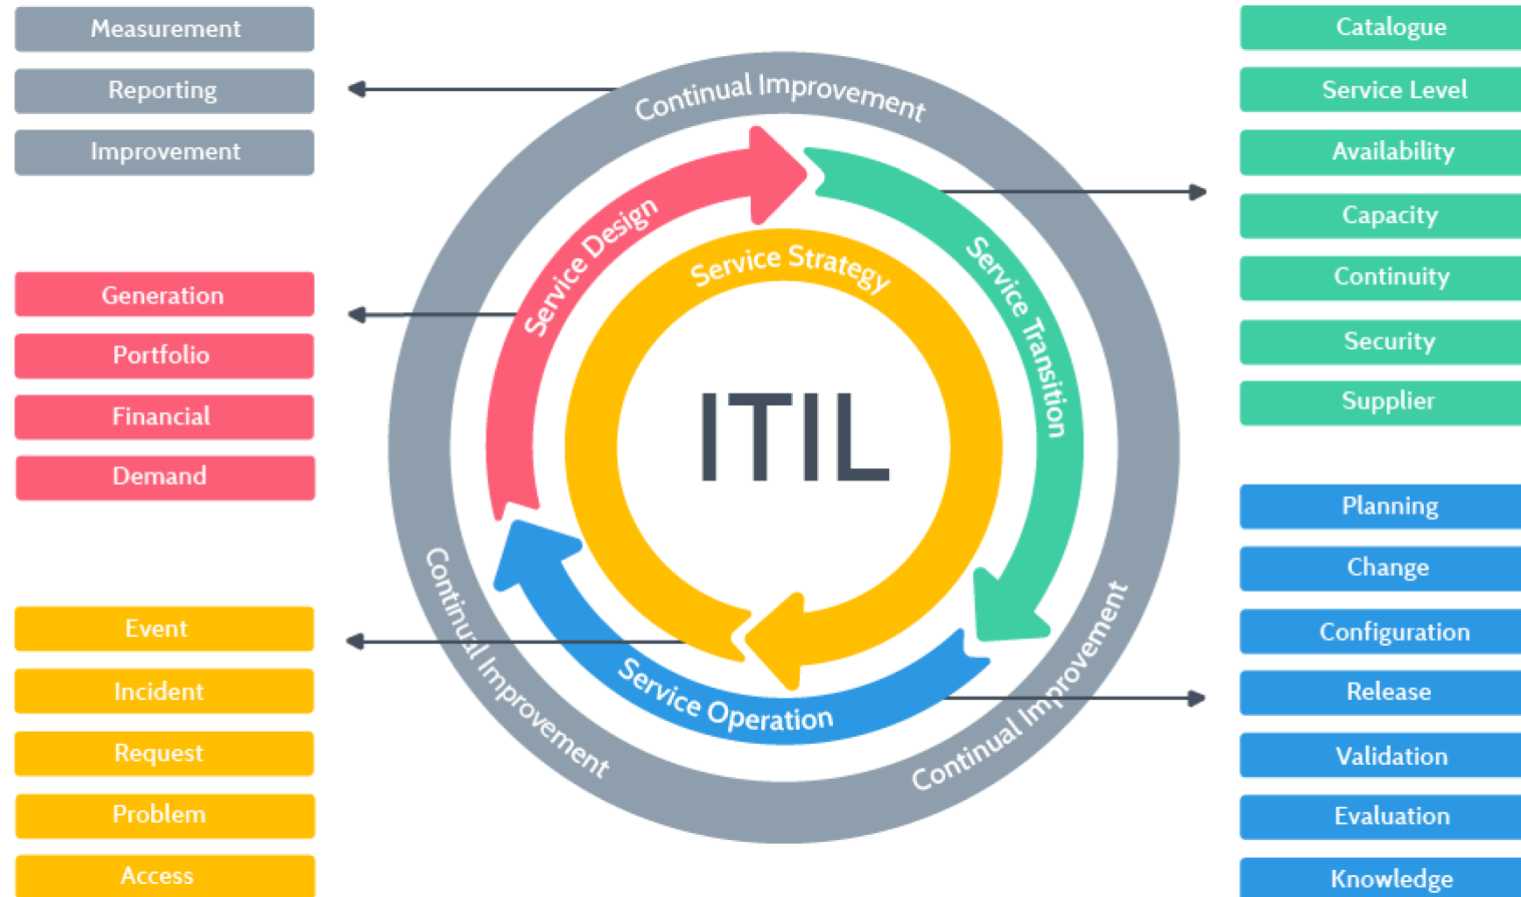 Measurement
Reporting
Improvement
Generation
Portfolio
Financial
Demand
Event
Incident
Request
Problem
Access
Continual Improvement
Service Design
Service Strategy
Service Transition
ITIL
Service Operation
Continual Improvement
Continual Improvement
Catalogue
Service Level
Availability
Capacity
Continuity
Security
Supplier
Planning
Change
Configuration
Release
Validation
Evaluation
Knowledge